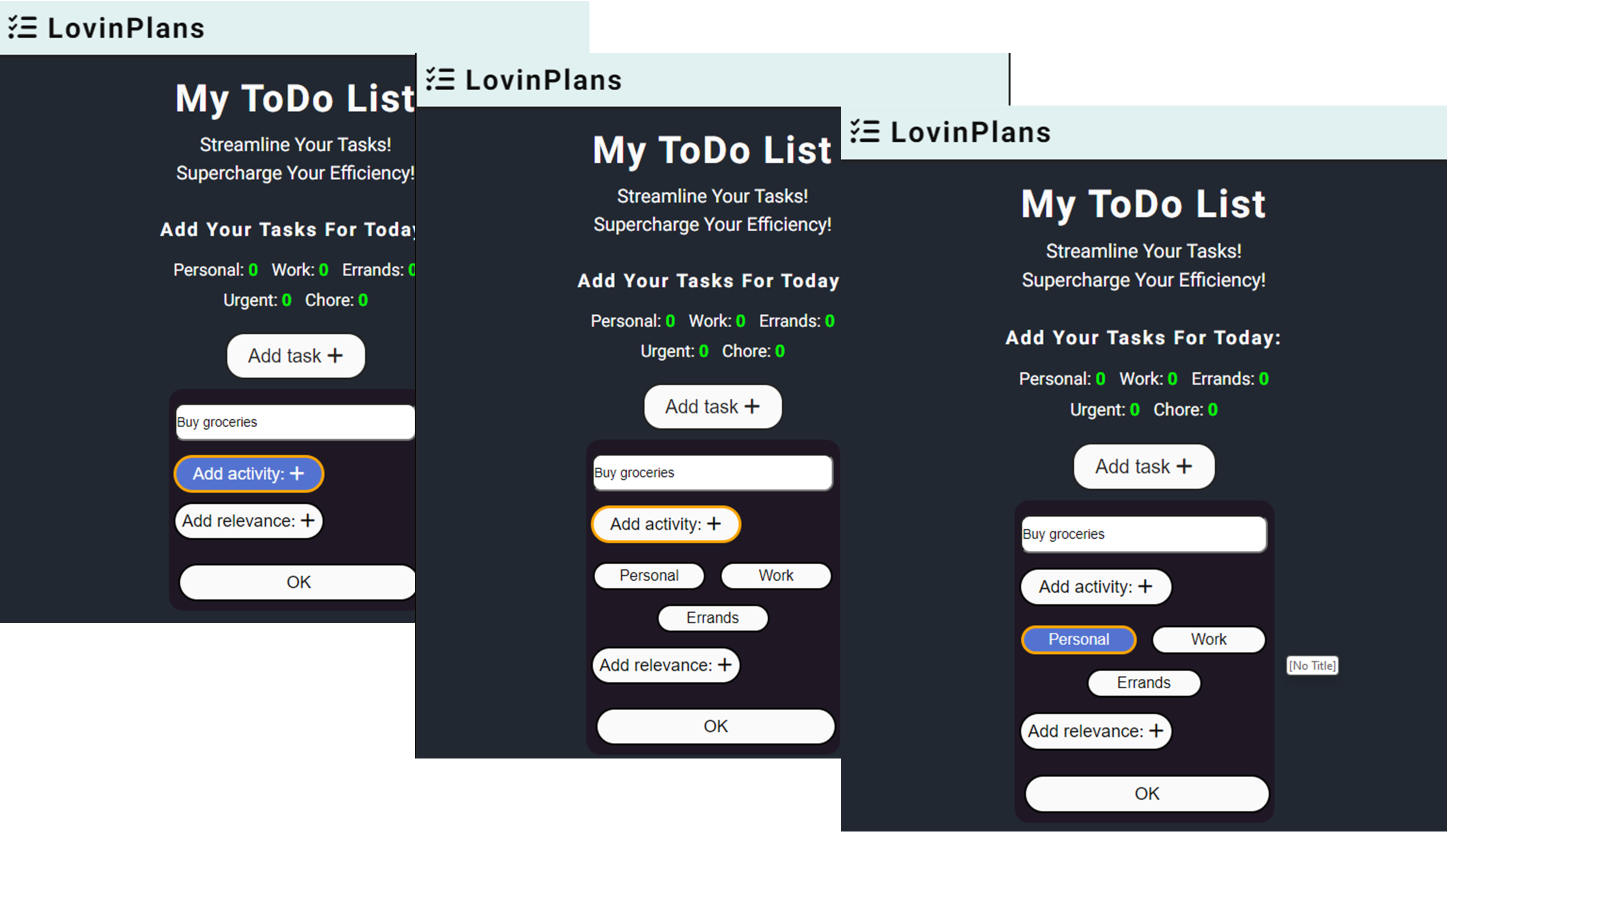 LovinPlans
My ToDo List
Streamline Your Tasks!
Supercharge Your Efficiency!
Add Your Tasks For Today
Personal: 0 Work: 0 Errands: 0
Urgent: 0 Chore: 0
Add task +
Buy groceries
Add activity: +
Add relevance: +
OK
LovinPlans
My ToDo List
Streamline Your Tasks!
Supercharge Your Efficiency!
Add Your Tasks For Today
Personal: 0 Work: 0 Errands: 0
Urgent: 0 Chore: 0
Add task +
Buy groceries
Add activity: +
Personal Work
Errands
Add relevance: +
OK
LovinPlans
My ToDo List
Streamline Your Tasks!
Supercharge Your Efficiency!
Add Your Tasks For Today:
Personal: 0 Work: 0 Errands: 0
Urgent: 0 Chore: 0
Add task +
Buy groceries
Add activity: +
Personal Work
[No Title]
Errands
Add relevance: +
OK